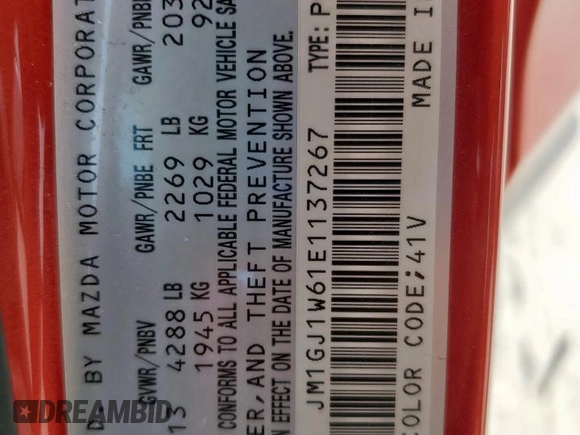 D. BY MAZDA MOTOR CORPORAT
GVWR/PNBV GAWR/PNBE FRT GAWR/PNB
13 4288 LB 2269 LB 203
1945 KG 1029 KG 92
CONFORMS TO ALL APPLICABLE FEDERAL MOTOR VEHICLE SA
ER, AND THEFT PREVENTION
N EFFECT ON THE DATE OF MANUFACTURE SHOWN ABOVE.
JM1GJ1W61E1137267 TYPE: P
COLOR CODE;41V
MADE I
DREAMBID